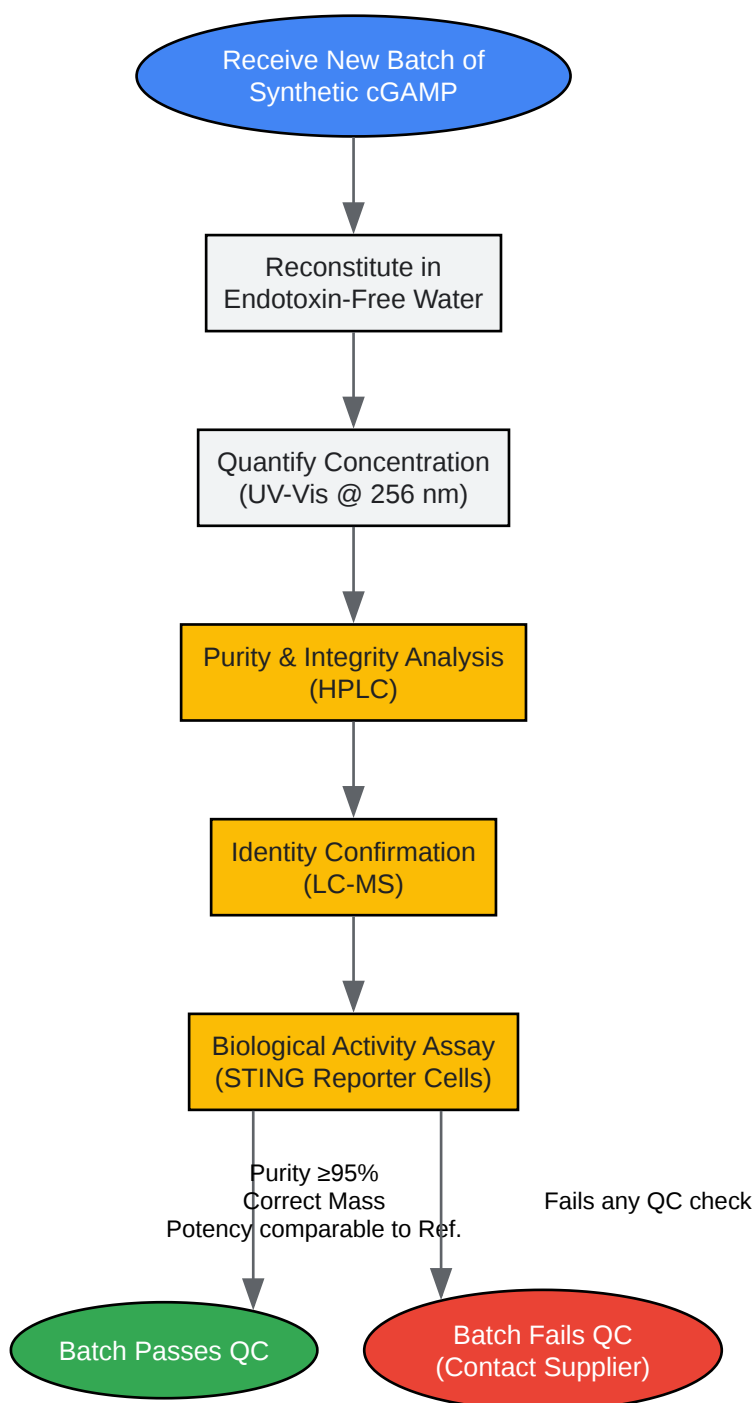 Receive New Batch of
Synthetic cGAMP
Reconstitute in
Endotoxin-Free Water
Quantify Concentration
(UV-Vis @ 256 nm)
Purity & Integrity Analysis
(HPLC)
Identity Confirmation
(LC-MS)
Biological Activity Assay
(STING Reporter Cells)
Purity ≥95%
Correct Mass
Potency comparable to Ref.
Fails any QC check
Batch Passes QC
Batch Fails QC
(Contact Supplier)